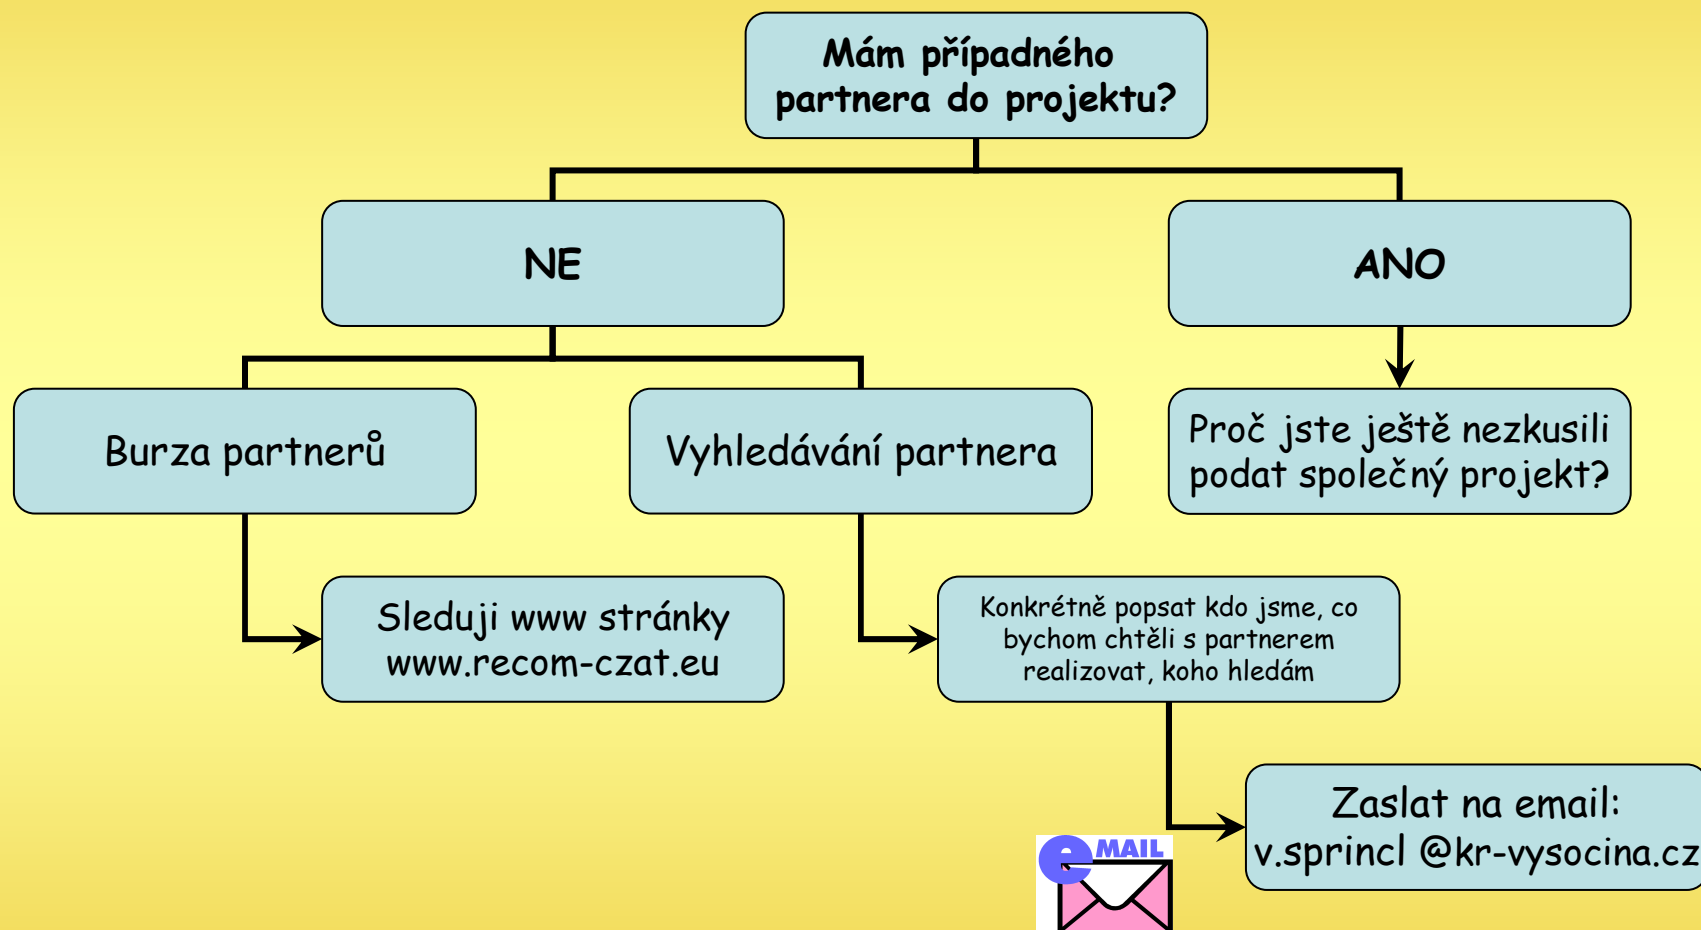 Mám případného
partnera do projektu?
NE
ANO
Burza partnerů
Vyhledávání partnera
Proč jste ještě nezkusili
podat společný projekt?
Sleduji www stránky
www.recom-czat.eu
Konkrétně popsat kdo jsme, co
bychom chtěli s partnerem
realizovat, koho hledám
Zaslat na email:
v.sprincl @kr-vysocina.cz
eMAIL